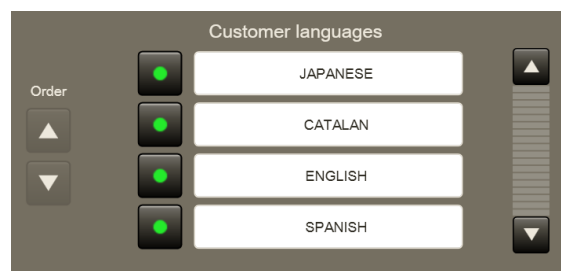 Customer languages
Order
JAPANESE
CATALAN
ENGLISH
SPANISH